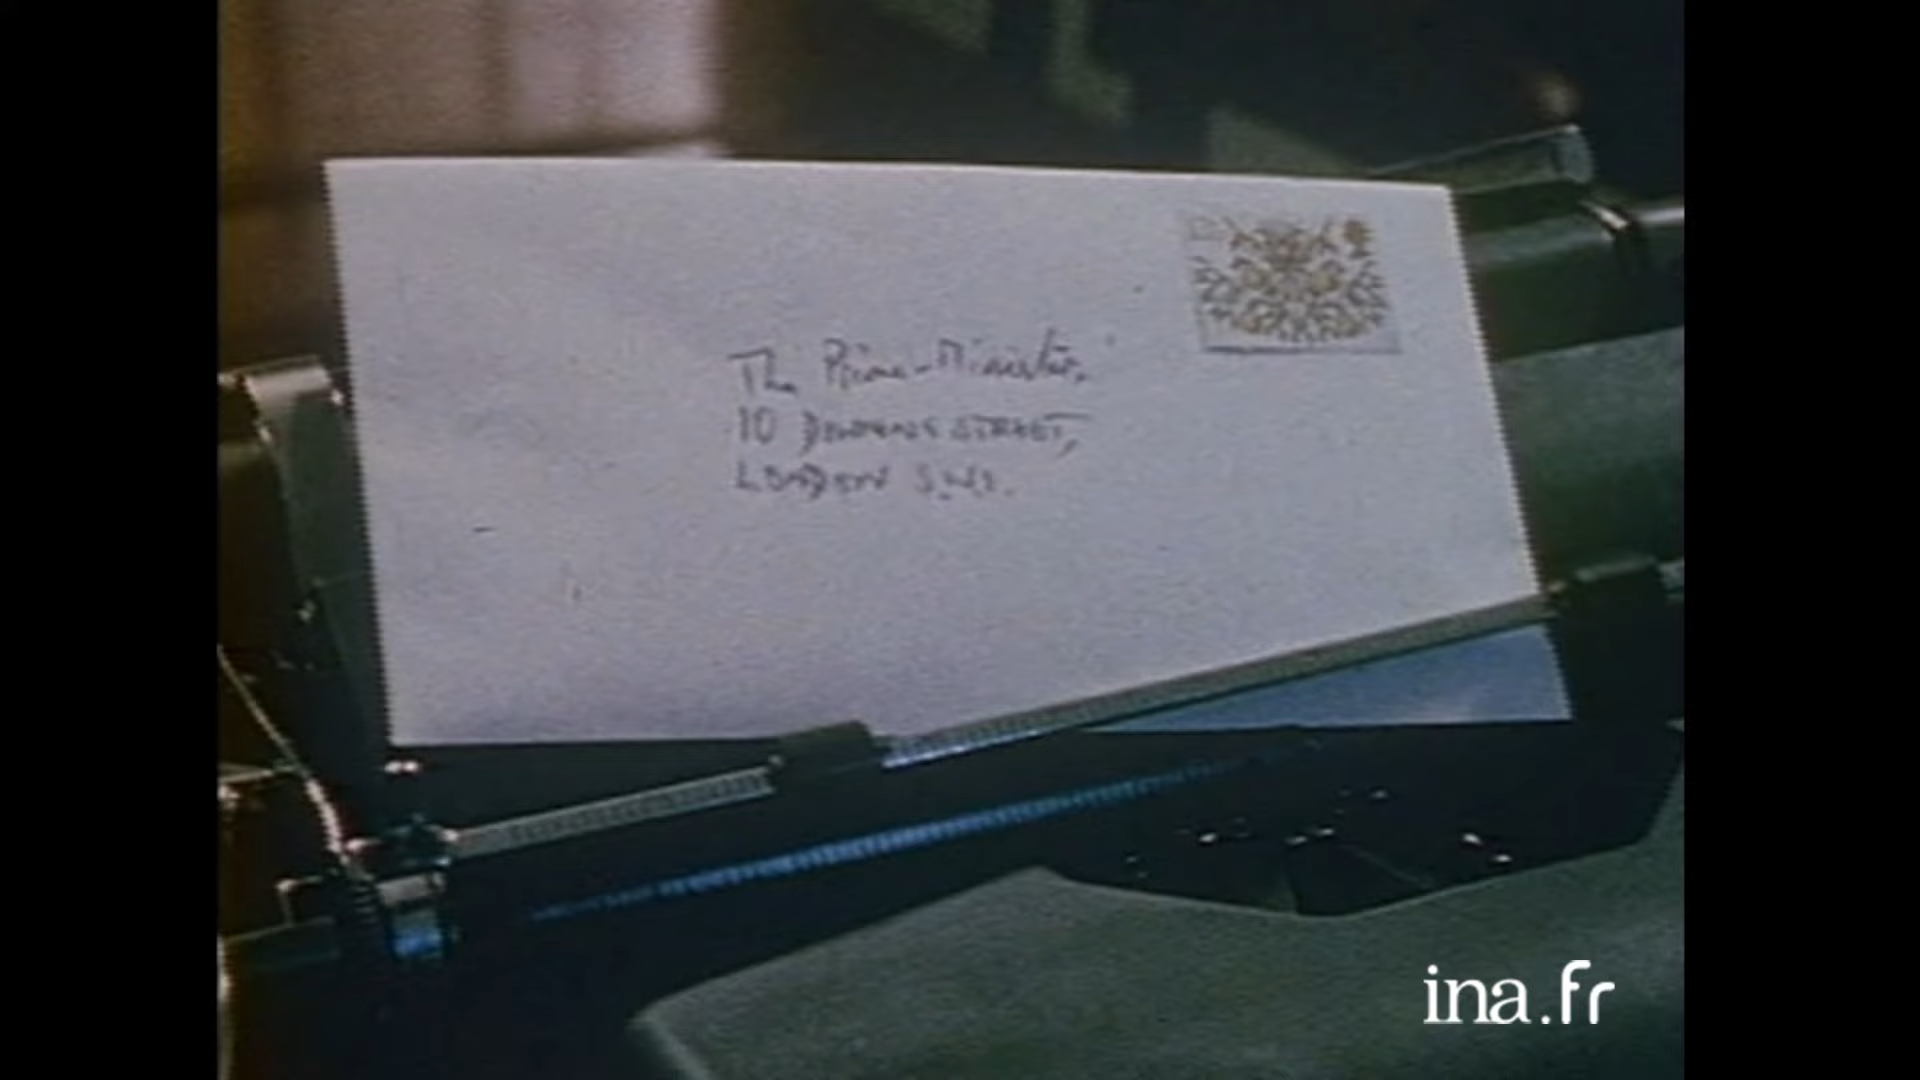 The Prime-Minister,
10 DOWNING STREET,
LONDON S.W.1.
ina.fr